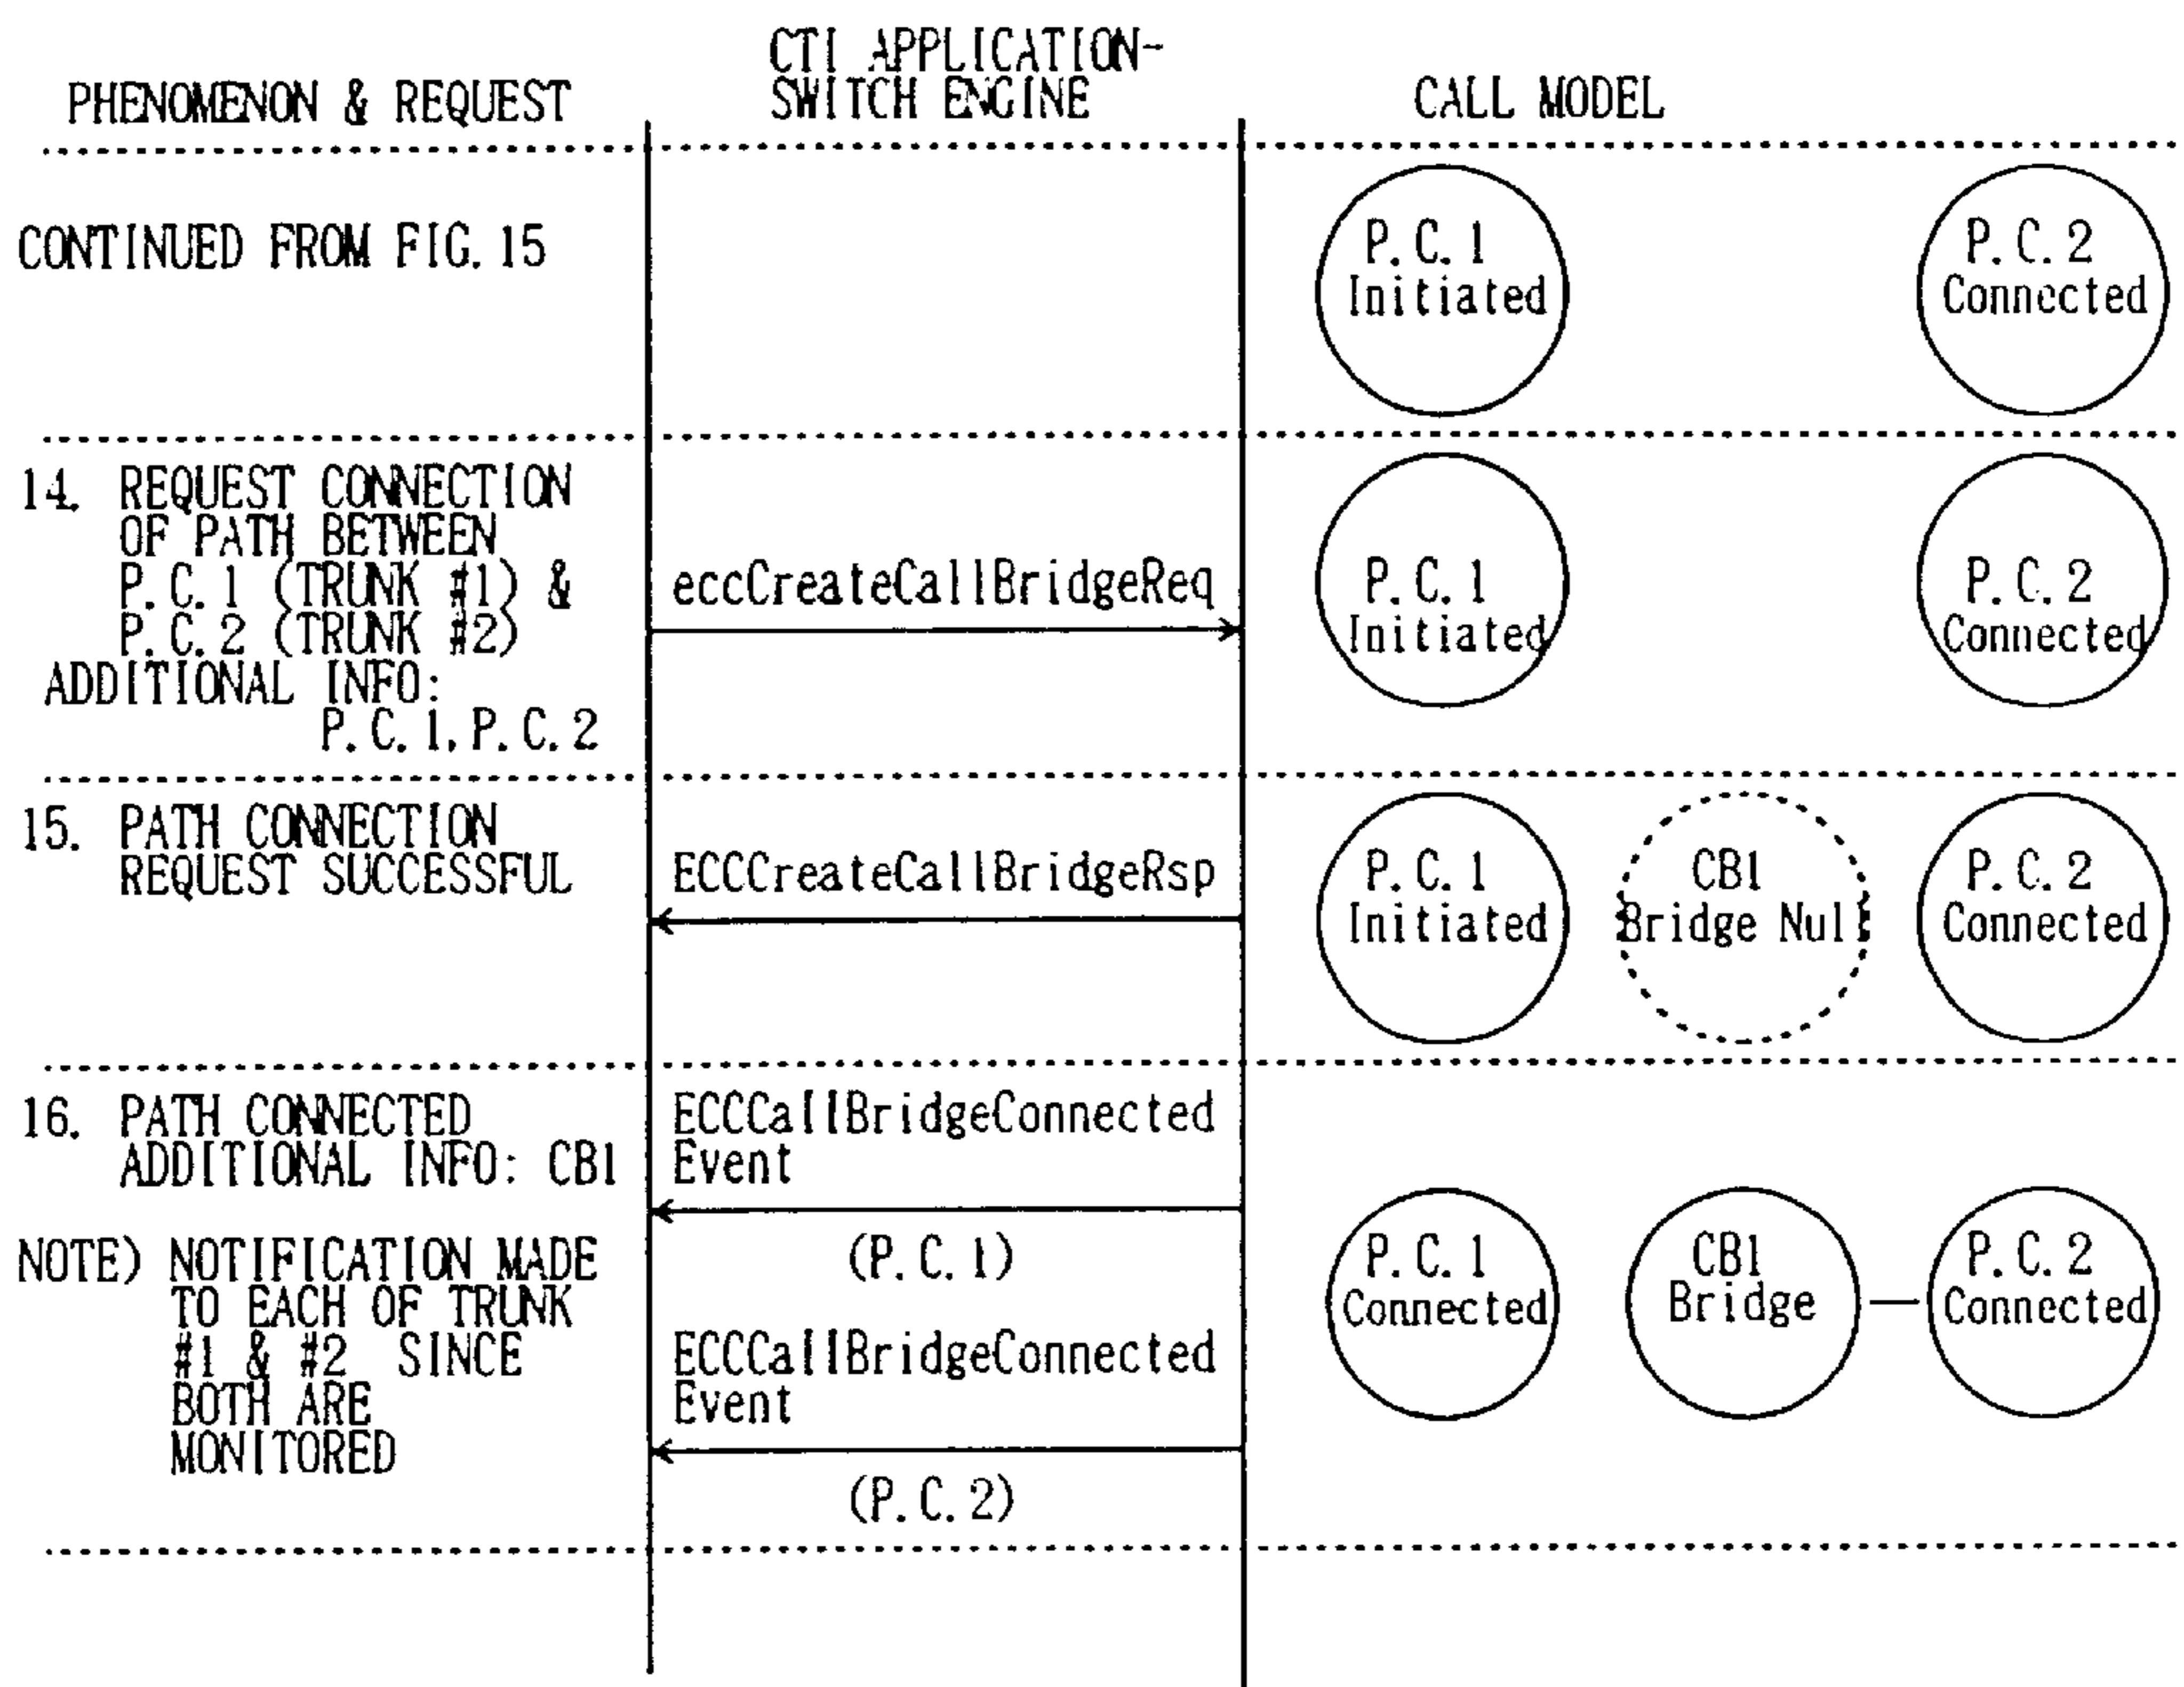 CTI APPLICATION-
SWITCH ENGINE
PHENOMENON & REQUEST
CALL MODEL
CONTINUED FROM FIG. 15
P.C.1
Initiated
P.C.2
Connected
14. REQUEST CONNECTION
OF PATH BETWEEN
P.C.1 (TRUNK #1) &
P.C.2 (TRUNK #2)
ADDITIONAL INFO:
P.C.1, P.C.2
eccCreateCallBridgeReq
P.C.1
Initiated
P.C.2
Connected
15. PATH CONNECTION
REQUEST SUCCESSFUL
ECCCreateCallBridgeRsp
P.C.1
Initiated
CB1
Bridge Null
P.C.2
Connected
16. PATH CONNECTED
ADDITIONAL INFO: CB1
NOTE) NOTIFICATION MADE
TO EACH OF TRUNK
#1 & #2 SINCE
BOTH ARE
MONITORED
ECCCallBridgeConnected
Event
(P.C.1)
ECCCallBridgeConnected
Event
(P.C.2)
P.C.1
Connected
CB1
Bridge
P.C.2
Connected